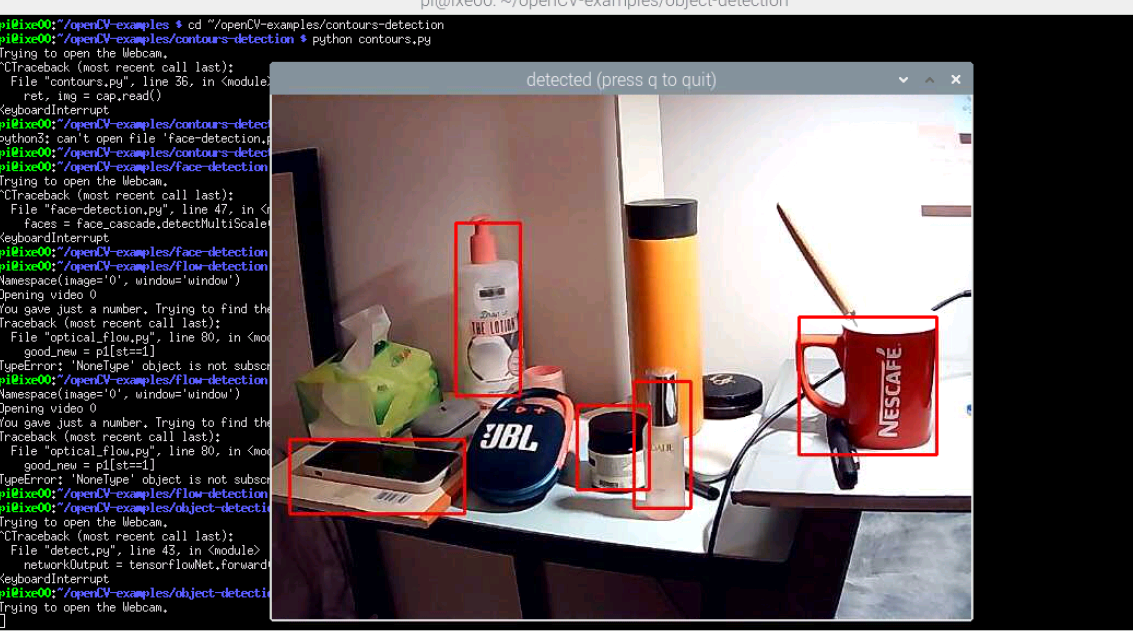 pi@ixe00: ~/openCV-examples/object-detection
pi@ixe00:~/openCV-examples $ cd ~/openCV-examples/contours-detection
pi@ixe00:~/openCV-examples/contours-detection $ python contours.py
Trying to open the Webcam.
^CTraceback (most recent call last):
File "contours.py", line 36, in <module>
ret, img = cap.read()
KeyboardInterrupt
pi@ixe00:~/openCV-examples/contours-detect
python3: can't open file 'face-detection.p
pi@ixe00:~/openCV-examples/contours-detect
pi@ixe00:~/openCV-examples/face-detection
Trying to open the Webcam.
^CTraceback (most recent call last):
File "face-detection.py", line 47, in <m
faces = face_cascade.detectMultiScale(
KeyboardInterrupt
pi@ixe00:~/openCV-examples/face-detection
pi@ixe00:~/openCV-examples/flow-detection
Namespace(image='0', window='window')
Opening video 0
You gave just a number. Trying to find the
Traceback (most recent call last):
File "optical_flow.py", line 80, in <moc
good_new = p1[st==1]
TypeError: 'NoneType' object is not subscr
pi@ixe00:~/openCV-examples/flow-detection
Namespace(image='0', window='window')
Opening video 0
You gave just a number. Trying to find the
Traceback (most recent call last):
File "optical_flow.py", line 80, in <moc
good_new = p1[st==1]
TypeError: 'NoneType' object is not subscr
pi@ixe00:~/openCV-examples/flow-detection
pi@ixe00:~/openCV-examples/object-detectio
Trying to open the Webcam.
^CTraceback (most recent call last):
File "detect.py", line 43, in <module>
networkOutput = tensorflowNet.forward(
KeyboardInterrupt
pi@ixe00:~/openCV-examples/object-detectio
Trying to open the Webcam.
detected (press q to quit)
THE LOTION
JBL
NESCAFÉ